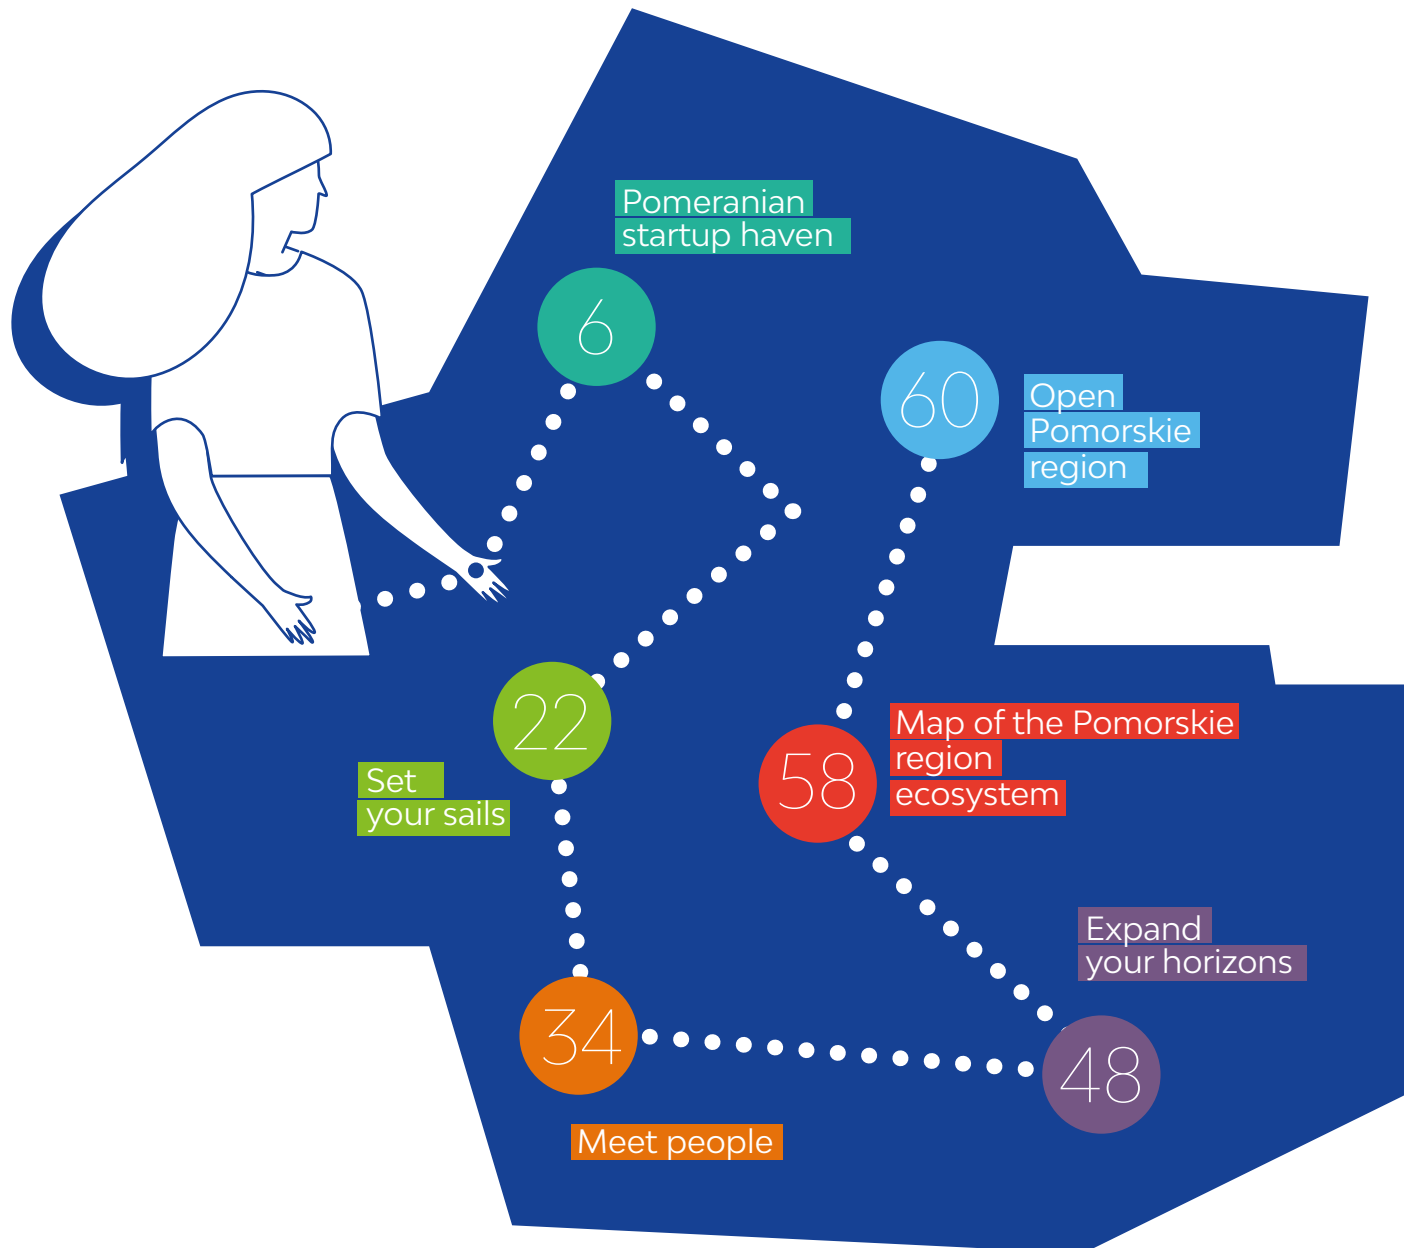 Pomeranian
startup haven
6
60
Open
Pomorskie
region
22
Set
your sails
58
Map of the Pomorskie
region
ecosystem
Expand
your horizons
48
34
Meet people